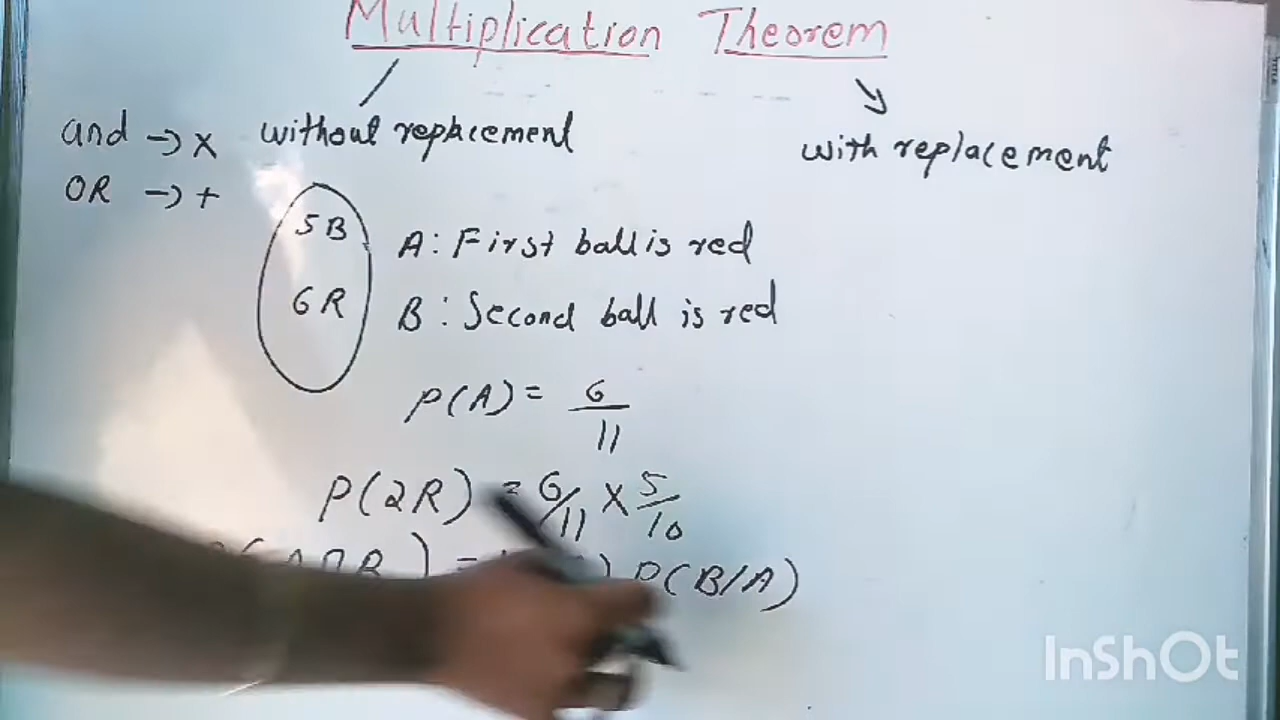 Multiplication Theorem
and → x without replacement
with replacement
OR → +
5B
A: First ball is red
6R
B: Second ball is red
P(A) = 6/11
P(2R) = 6/11 x 5/10
= P(B/A)
InShOt